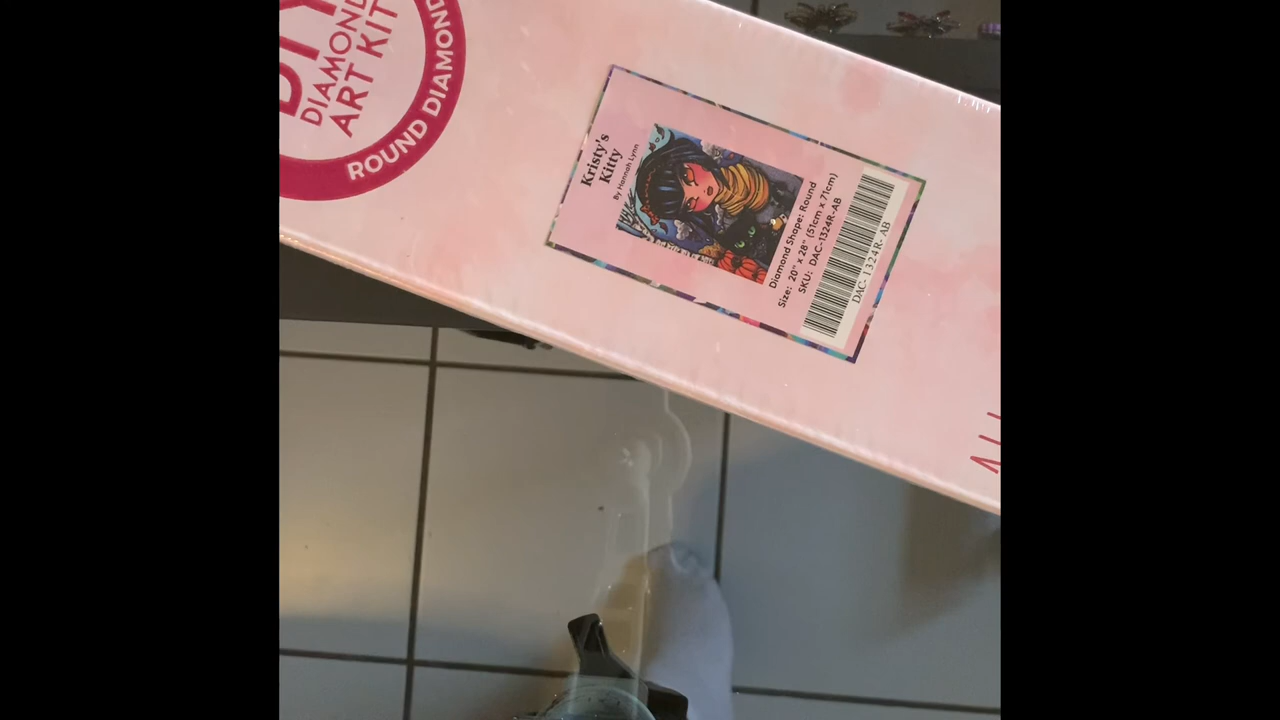 DIY
DIAMOND
ART KIT
ROUND DIAMOND
Kristy's
Kitty
By Hannah Lynn
Diamond Shape: Round
Size: 20" x 28" (51cm x 71cm)
SKU: DAC-1324R-AB
DAC-1324R-AB